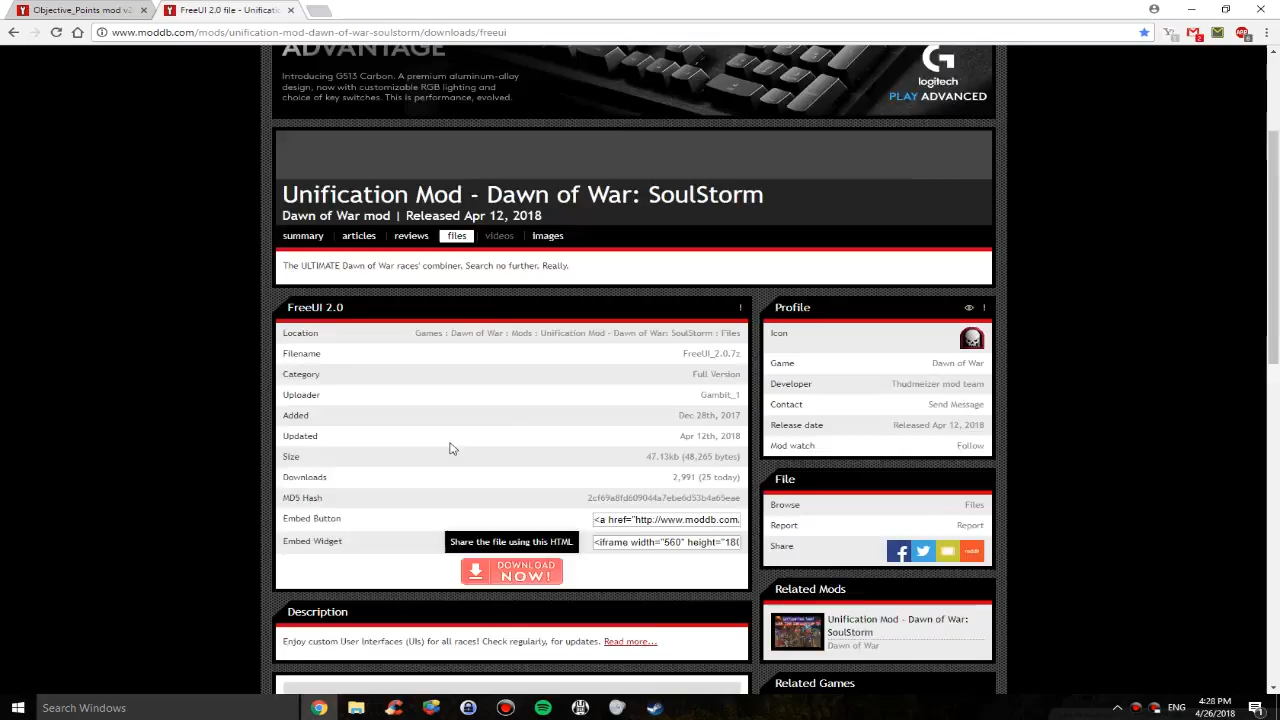 Objective_Points mod v2
FreeUI 2.0 file - Unificatio
www.moddb.com/mods/unification-mod-dawn-of-war-soulstorm/downloads/freeui
ADVANTAGE
Introducing G513 Carbon. A premium aluminum-alloy
design, now with customizable RGB lighting and
choice of key switches. This is performance, evolved.
logitech
PLAY ADVANCED
Unification Mod - Dawn of War: SoulStorm
Dawn of War mod | Released Apr 12, 2018
summary articles reviews files videos images
The ULTIMATE Dawn of War races' combiner. Search no further. Really.
FreeUI 2.0 !
Location Games : Dawn of War : Mods : Unification Mod - Dawn of War: SoulStorm : Files
Filename FreeUI_2.0.7z
Category Full Version
Uploader Gambit_1
Added Dec 28th, 2017
Updated Apr 12th, 2018
Size 47.13kb (48,265 bytes)
Downloads 2,991 (25 today)
MD5 Hash 2cf69a8fd609044a7ebe6d53b4a65eae
Embed Button <a href="http://www.moddb.com.
Embed Widget Share the file using this HTML <iframe width="560" height="180
DOWNLOAD
NOW!
Description
Enjoy custom User Interfaces (UIs) for all races! Check regularly, for updates. Read more...
Profile !
Icon
Game Dawn of War
Developer Thudmeizer mod team
Contact Send Message
Release date Released Apr 12, 2018
Mod watch Follow
File
Browse Files
Report Report
Share reddit
Related Mods
Unification Mod - Dawn of War:
SoulStorm
Dawn of War
Related Games
Search Windows
ENG
4:28 PM
4/26/2018